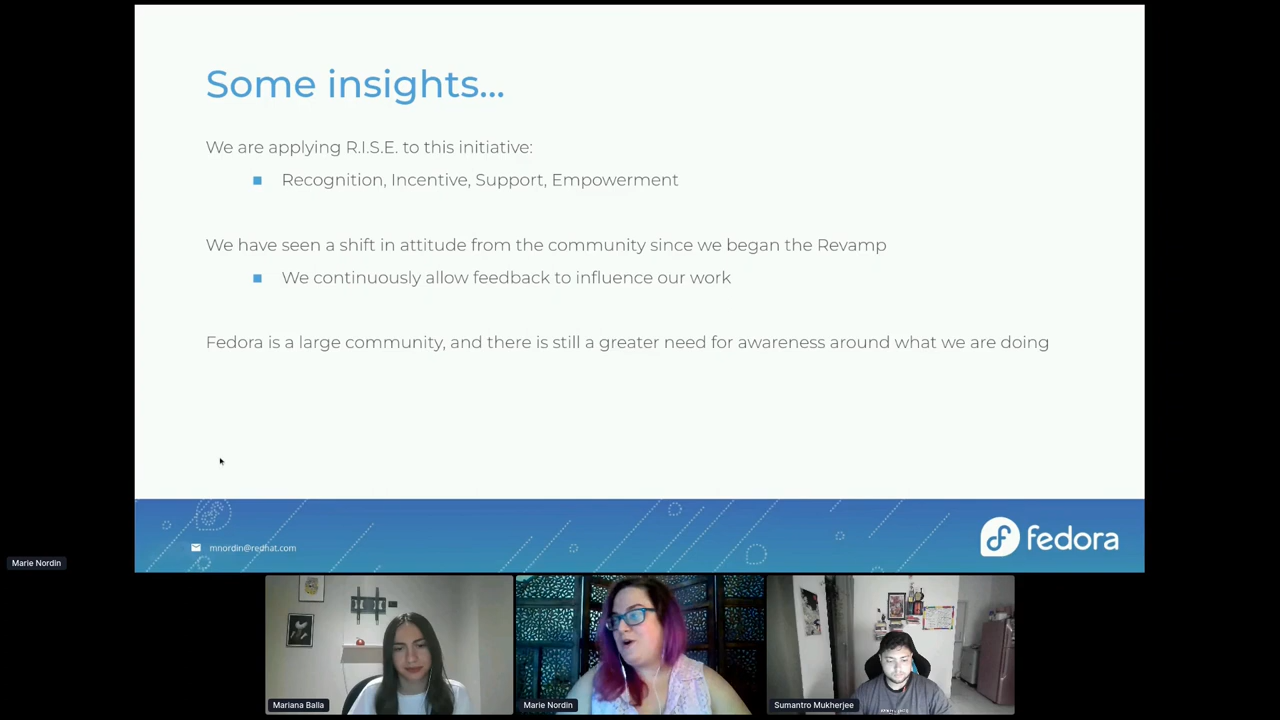 Some insights...
We are applying R.I.S.E. to this initiative:
Recognition, Incentive, Support, Empowerment
We have seen a shift in attitude from the community since we began the Revamp
We continuously allow feedback to influence our work
Fedora is a large community, and there is still a greater need for awareness around what we are doing
mnordin@redhat.com
fedora
Marie Nordin
Mariana Balla
Marie Nordin
Sumantro Mukherjee